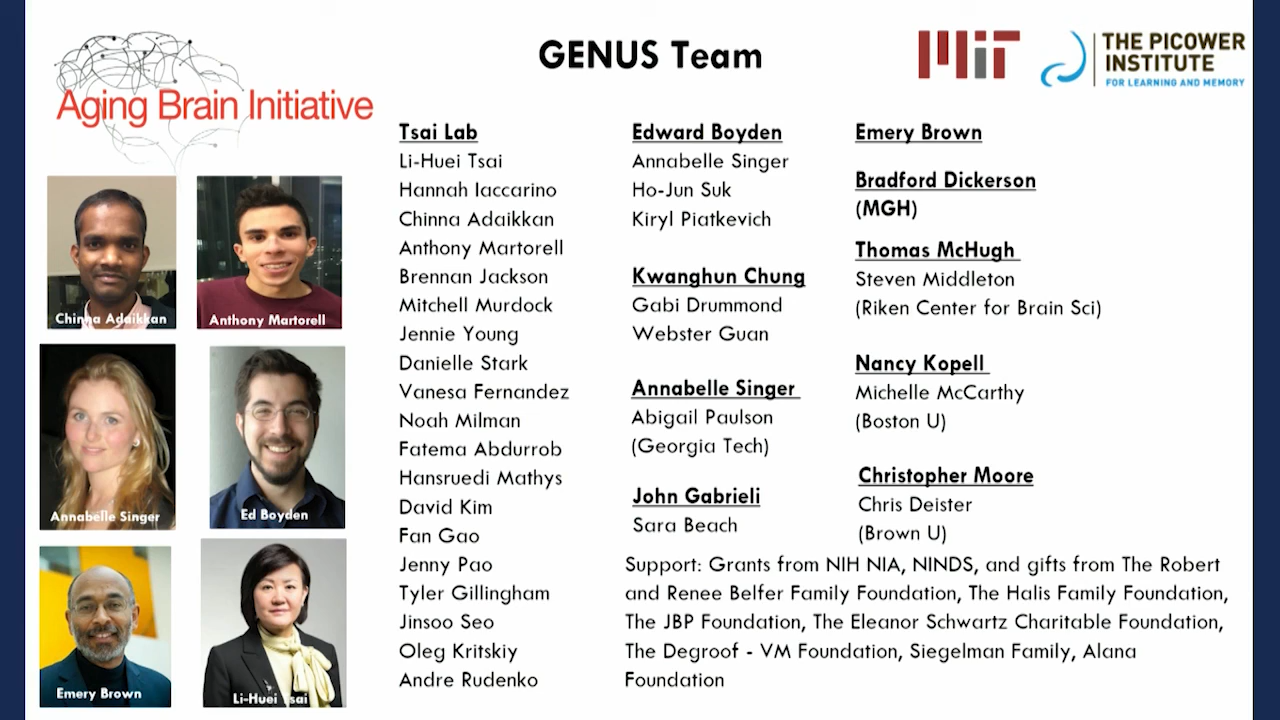 GENUS Team
MIT
THE PICOWER
INSTITUTE
FOR LEARNING AND MEMORY
Aging Brain Initiative
Chinna Adaikkan
Anthony Martorell
Annabelle Singer
Ed Boyden
Emery Brown
Li-Huei Tsai
Tsai Lab
Li-Huei Tsai
Hannah Iaccarino
Chinna Adaikkan
Anthony Martorell
Brennan Jackson
Mitchell Murdock
Jennie Young
Danielle Stark
Vanesa Fernandez
Noah Milman
Fatema Abdurrob
Hansruedi Mathys
David Kim
Fan Gao
Jenny Pao
Tyler Gillingham
Jinsoo Seo
Oleg Kritskiy
Andre Rudenko
Edward Boyden
Annabelle Singer
Ho-Jun Suk
Kiryl Piatkevich
Kwanghun Chung
Gabi Drummond
Webster Guan
Annabelle Singer
Abigail Paulson
(Georgia Tech)
John Gabrieli
Sara Beach
Emery Brown
Bradford Dickerson
(MGH)
Thomas McHugh
Steven Middleton
(Riken Center for Brain Sci)
Nancy Kopell
Michelle McCarthy
(Boston U)
Christopher Moore
Chris Deister
(Brown U)
Support: Grants from NIH NIA, NINDS, and gifts from The Robert
and Renee Belfer Family Foundation, The Halis Family Foundation,
The JBP Foundation, The Eleanor Schwartz Charitable Foundation,
The Degroof - VM Foundation, Siegelman Family, Alana
Foundation